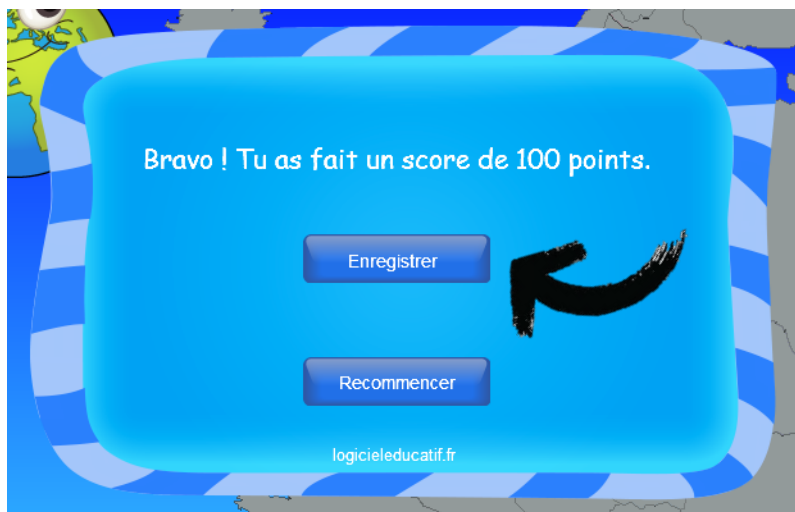 Bravo ! Tu as fait un score de 100 points.
Enregistrer
Recommencer
logicieleducatif.fr